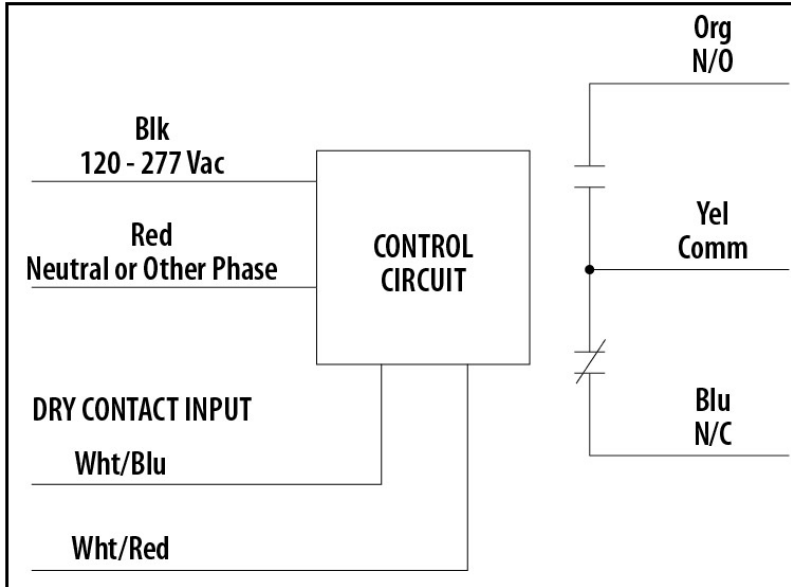 Org
N/O
Blk
120 - 277 Vac
Yel
Comm
Red
Neutral or Other Phase
CONTROL
CIRCUIT
DRY CONTACT INPUT
Blu
N/C
Wht/Blu
Wht/Red